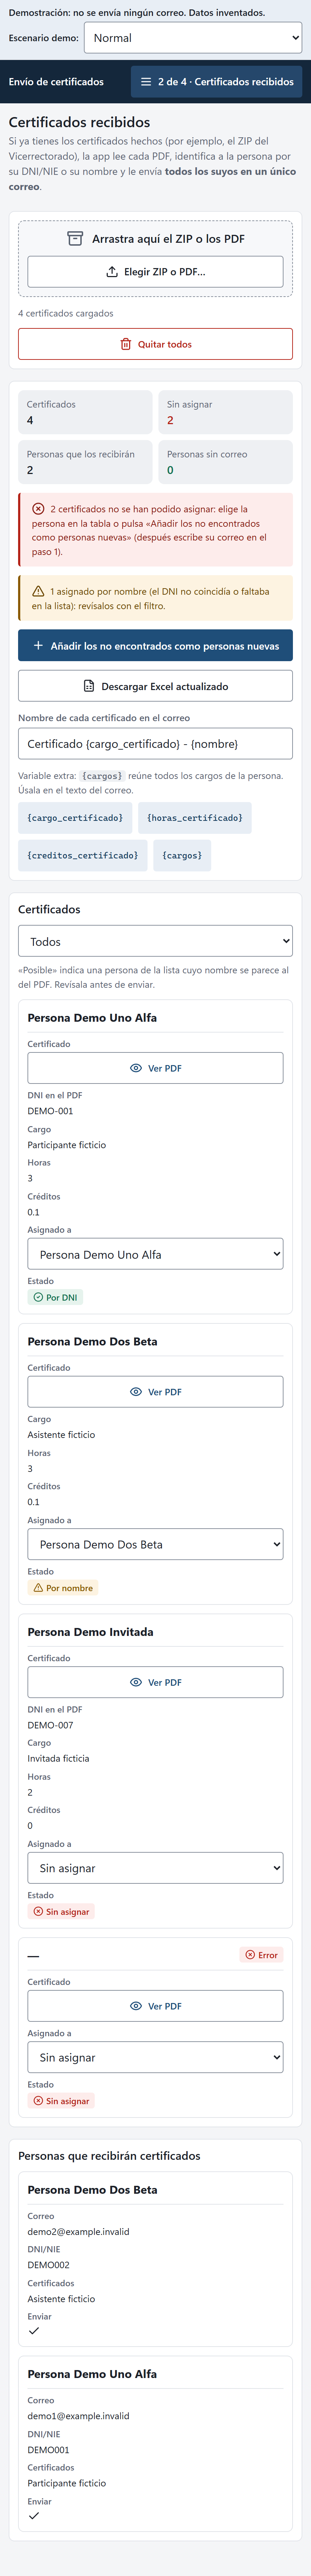 Demostración: no se envía ningún correo. Datos inventados.
Escenario demo: Normal
Envío de certificados
2 de 4 · Certificados recibidos
Certificados recibidos
Si ya tienes los certificados hechos (por ejemplo, el ZIP del
Vicerrectorado), la app lee cada PDF, identifica a la persona por
su DNI/NIE o su nombre y le envía todos los suyos en un único
correo.
Arrastra aquí el ZIP o los PDF
Elegir ZIP o PDF...
4 certificados cargados
Quitar todos
Certificados
4
Sin asignar
2
Personas que los recibirán
2
Personas sin correo
0
2 certificados no se han podido asignar: elige la
persona en la tabla o pulsa «Añadir los no encontrados
como personas nuevas» (después escribe su correo en el
paso 1).
1 asignado por nombre (el DNI no coincidía o faltaba
en la lista): revísalos con el filtro.
Añadir los no encontrados como personas nuevas
Descargar Excel actualizado
Nombre de cada certificado en el correo
Certificado {cargo_certificado} - {nombre}
Variable extra: {cargos} reúne todos los cargos de la persona.
Úsala en el texto del correo.
{cargo_certificado}
{horas_certificado}
{creditos_certificado}
{cargos}
Certificados
Todos
«Posible» indica una persona de la lista cuyo nombre se parece al
del PDF. Revísala antes de enviar.
Persona Demo Uno Alfa
Certificado
Ver PDF
DNI en el PDF
DEMO-001
Cargo
Participante ficticio
Horas
3
Créditos
0.1
Asignado a
Persona Demo Uno Alfa
Estado
Por DNI
Persona Demo Dos Beta
Certificado
Ver PDF
Cargo
Asistente ficticio
Horas
3
Créditos
0.1
Asignado a
Persona Demo Dos Beta
Estado
Por nombre
Persona Demo Invitada
Certificado
Ver PDF
DNI en el PDF
DEMO-007
Cargo
Invitada ficticia
Horas
2
Créditos
0
Asignado a
Sin asignar
Estado
Sin asignar
—
Error
Certificado
Ver PDF
Asignado a
Sin asignar
Estado
Sin asignar
Personas que recibirán certificados
Persona Demo Dos Beta
Correo
demo2@example.invalid
DNI/NIE
DEMO002
Certificados
Asistente ficticio
Enviar
Persona Demo Uno Alfa
Correo
demo1@example.invalid
DNI/NIE
DEMO001
Certificados
Participante ficticio
Enviar